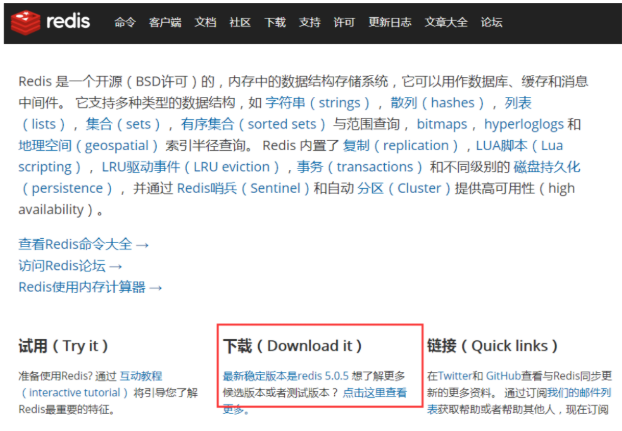 redis 命令 客户端 文档 社区 下载 支持 许可 更新日志 文章大全 论坛
Redis 是一个开源（BSD许可）的，内存中的数据结构存储系统，它可以用作数据库、缓存和消息
中间件。 它支持多种类型的数据结构，如 字符串（strings）， 散列（hashes）， 列表
（lists）， 集合（sets）， 有序集合（sorted sets） 与范围查询， bitmaps， hyperloglogs 和
地理空间（geospatial） 索引半径查询。 Redis 内置了 复制（replication），LUA脚本（Lua
scripting）， LRU驱动事件（LRU eviction），事务（transactions） 和不同级别的 磁盘持久化
（persistence）， 并通过 Redis哨兵（Sentinel）和自动 分区（Cluster）提供高可用性（high
availability）。
查看Redis命令大全 →
访问Redis论坛 →
Redis使用内存计算器 →
试用（Try it）
准备使用Redis? 通过 互动教程
（interactive tutorial） 将引导您了解
Redis最重要的特征。
下载（Download it）
最新稳定版本是redis 5.0.5 想了解更多
候选版本或者测试版本？ 点击这里查看
更多。
链接（Quick links）
在Twitter和 GitHub查看与Redis同步更
新的更多资料。 通过订阅我们的邮件列
表获取帮助或者帮助其他人，现在订阅